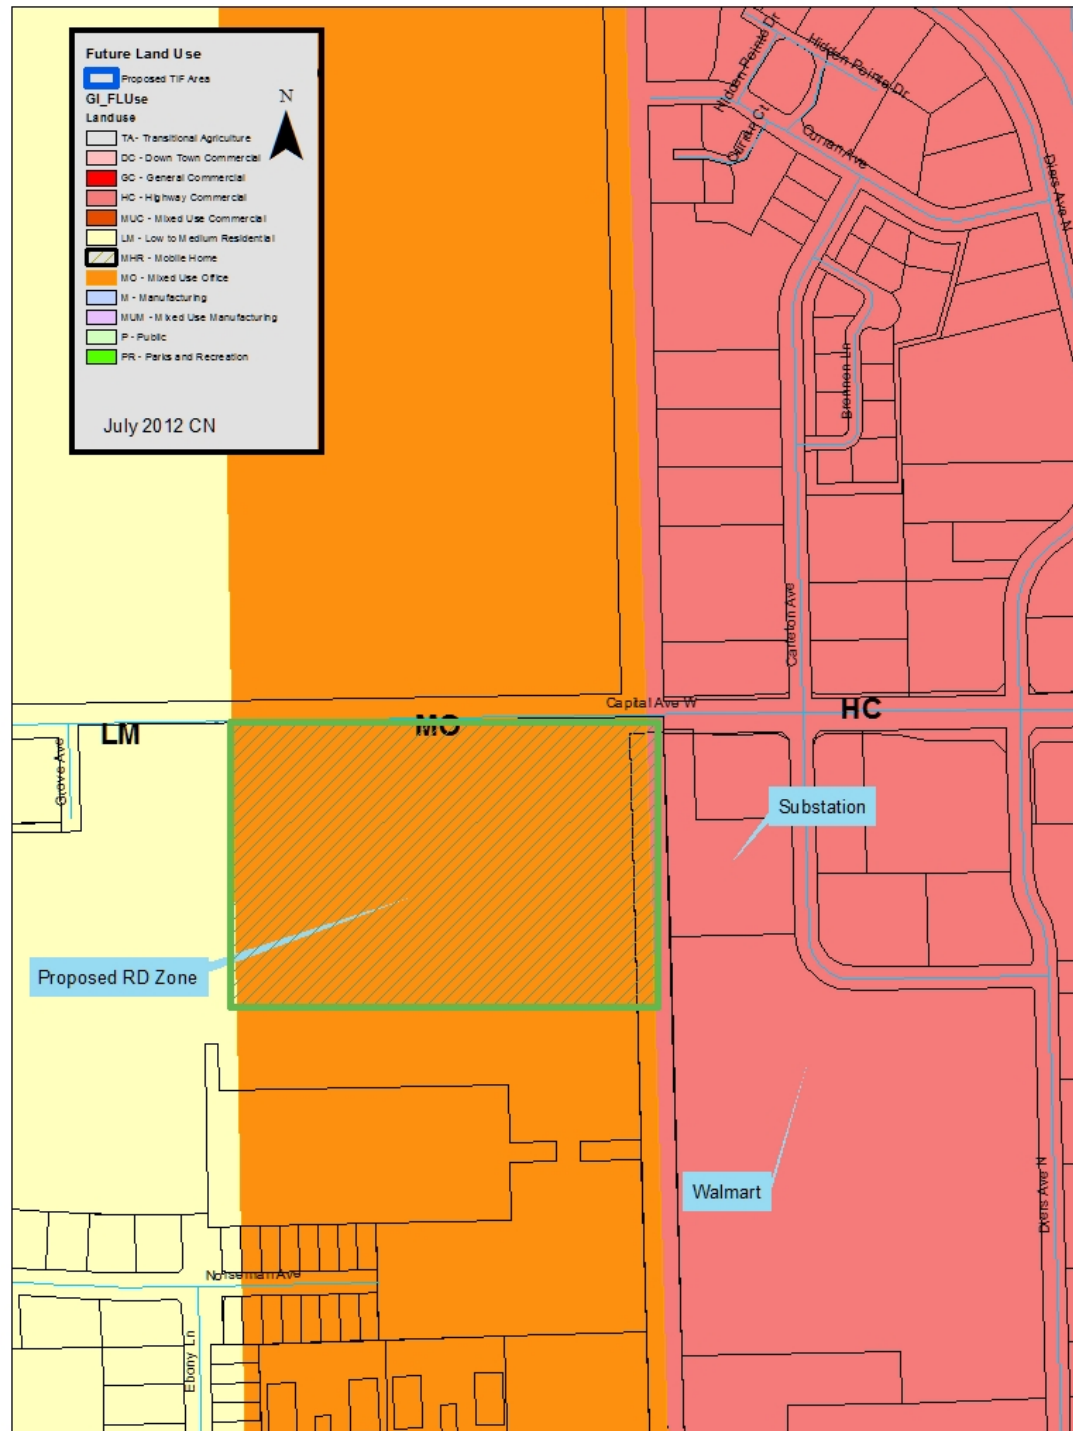 Future Land Use
Proposed TIF Area
GI_FLUse
Landuse
N
TA - Transitional Agriculture
DC - Down Town Commercial
GC - General Commercial
HC - Highway Commercial
MUC - Mixed Use Commercial
LM - Low to Medium Residential
MHR - Mobile Home
MO - Mixed Use Office
M - Manufacturing
MUM - Mixed Use Manufacturing
P - Public
PR - Parks and Recreation
July 2012 CN
Hidden Pointe Dr
Hidden Pointe Dr
Curran Ct
Curran Ave
Diers Ave N
Brennen Ln
Carleton Ave
Capital Ave W
LM
MO
HC
Grove Ave
Substation
Proposed RD Zone
Walmart
Diers Ave N
Norseman Ave
Ebony Ln